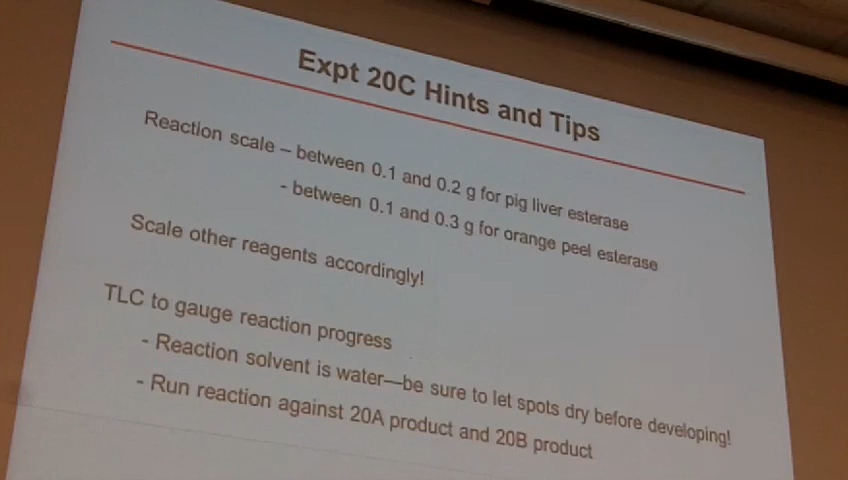 Expt 20C Hints and Tips
Reaction scale – between 0.1 and 0.2 g for pig liver esterase
- between 0.1 and 0.3 g for orange peel esterase
Scale other reagents accordingly!
TLC to gauge reaction progress
- Reaction solvent is water—be sure to let spots dry before developing!
- Run reaction against 20A product and 20B product